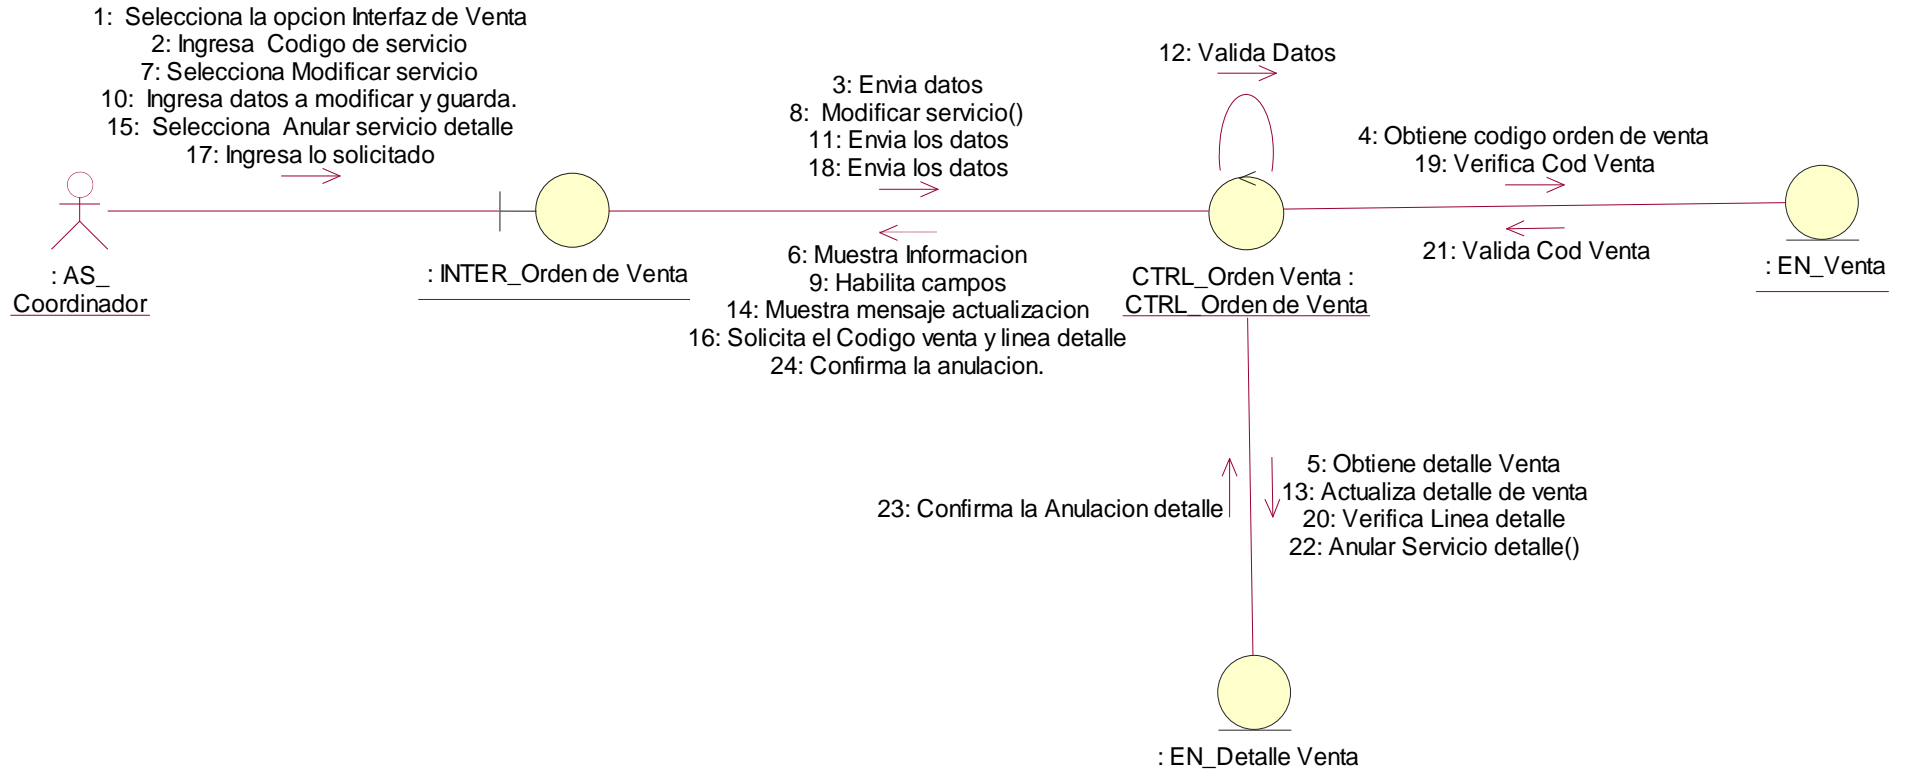 1: Selecciona la opcion Interfaz de Venta
2: Ingresa Codigo de servicio
7: Selecciona Modificar servicio
10: Ingresa datos a modificar y guarda.
15: Selecciona Anular servicio detalle
17: Ingresa lo solicitado
: AS_
Coordinador
: INTER_Orden de Venta
3: Envia datos
8: Modificar servicio()
11: Envia los datos
18: Envia los datos
6: Muestra Informacion
9: Habilita campos
14: Muestra mensaje actualizacion
16: Solicita el Codigo venta y linea detalle
24: Confirma la anulacion.
12: Valida Datos
CTRL_Orden Venta :
CTRL_Orden de Venta
4: Obtiene codigo orden de venta
19: Verifica Cod Venta
21: Valida Cod Venta
: EN_Venta
23: Confirma la Anulacion detalle
5: Obtiene detalle Venta
13: Actualiza detalle de venta
20: Verifica Linea detalle
22: Anular Servicio detalle()
: EN_Detalle Venta